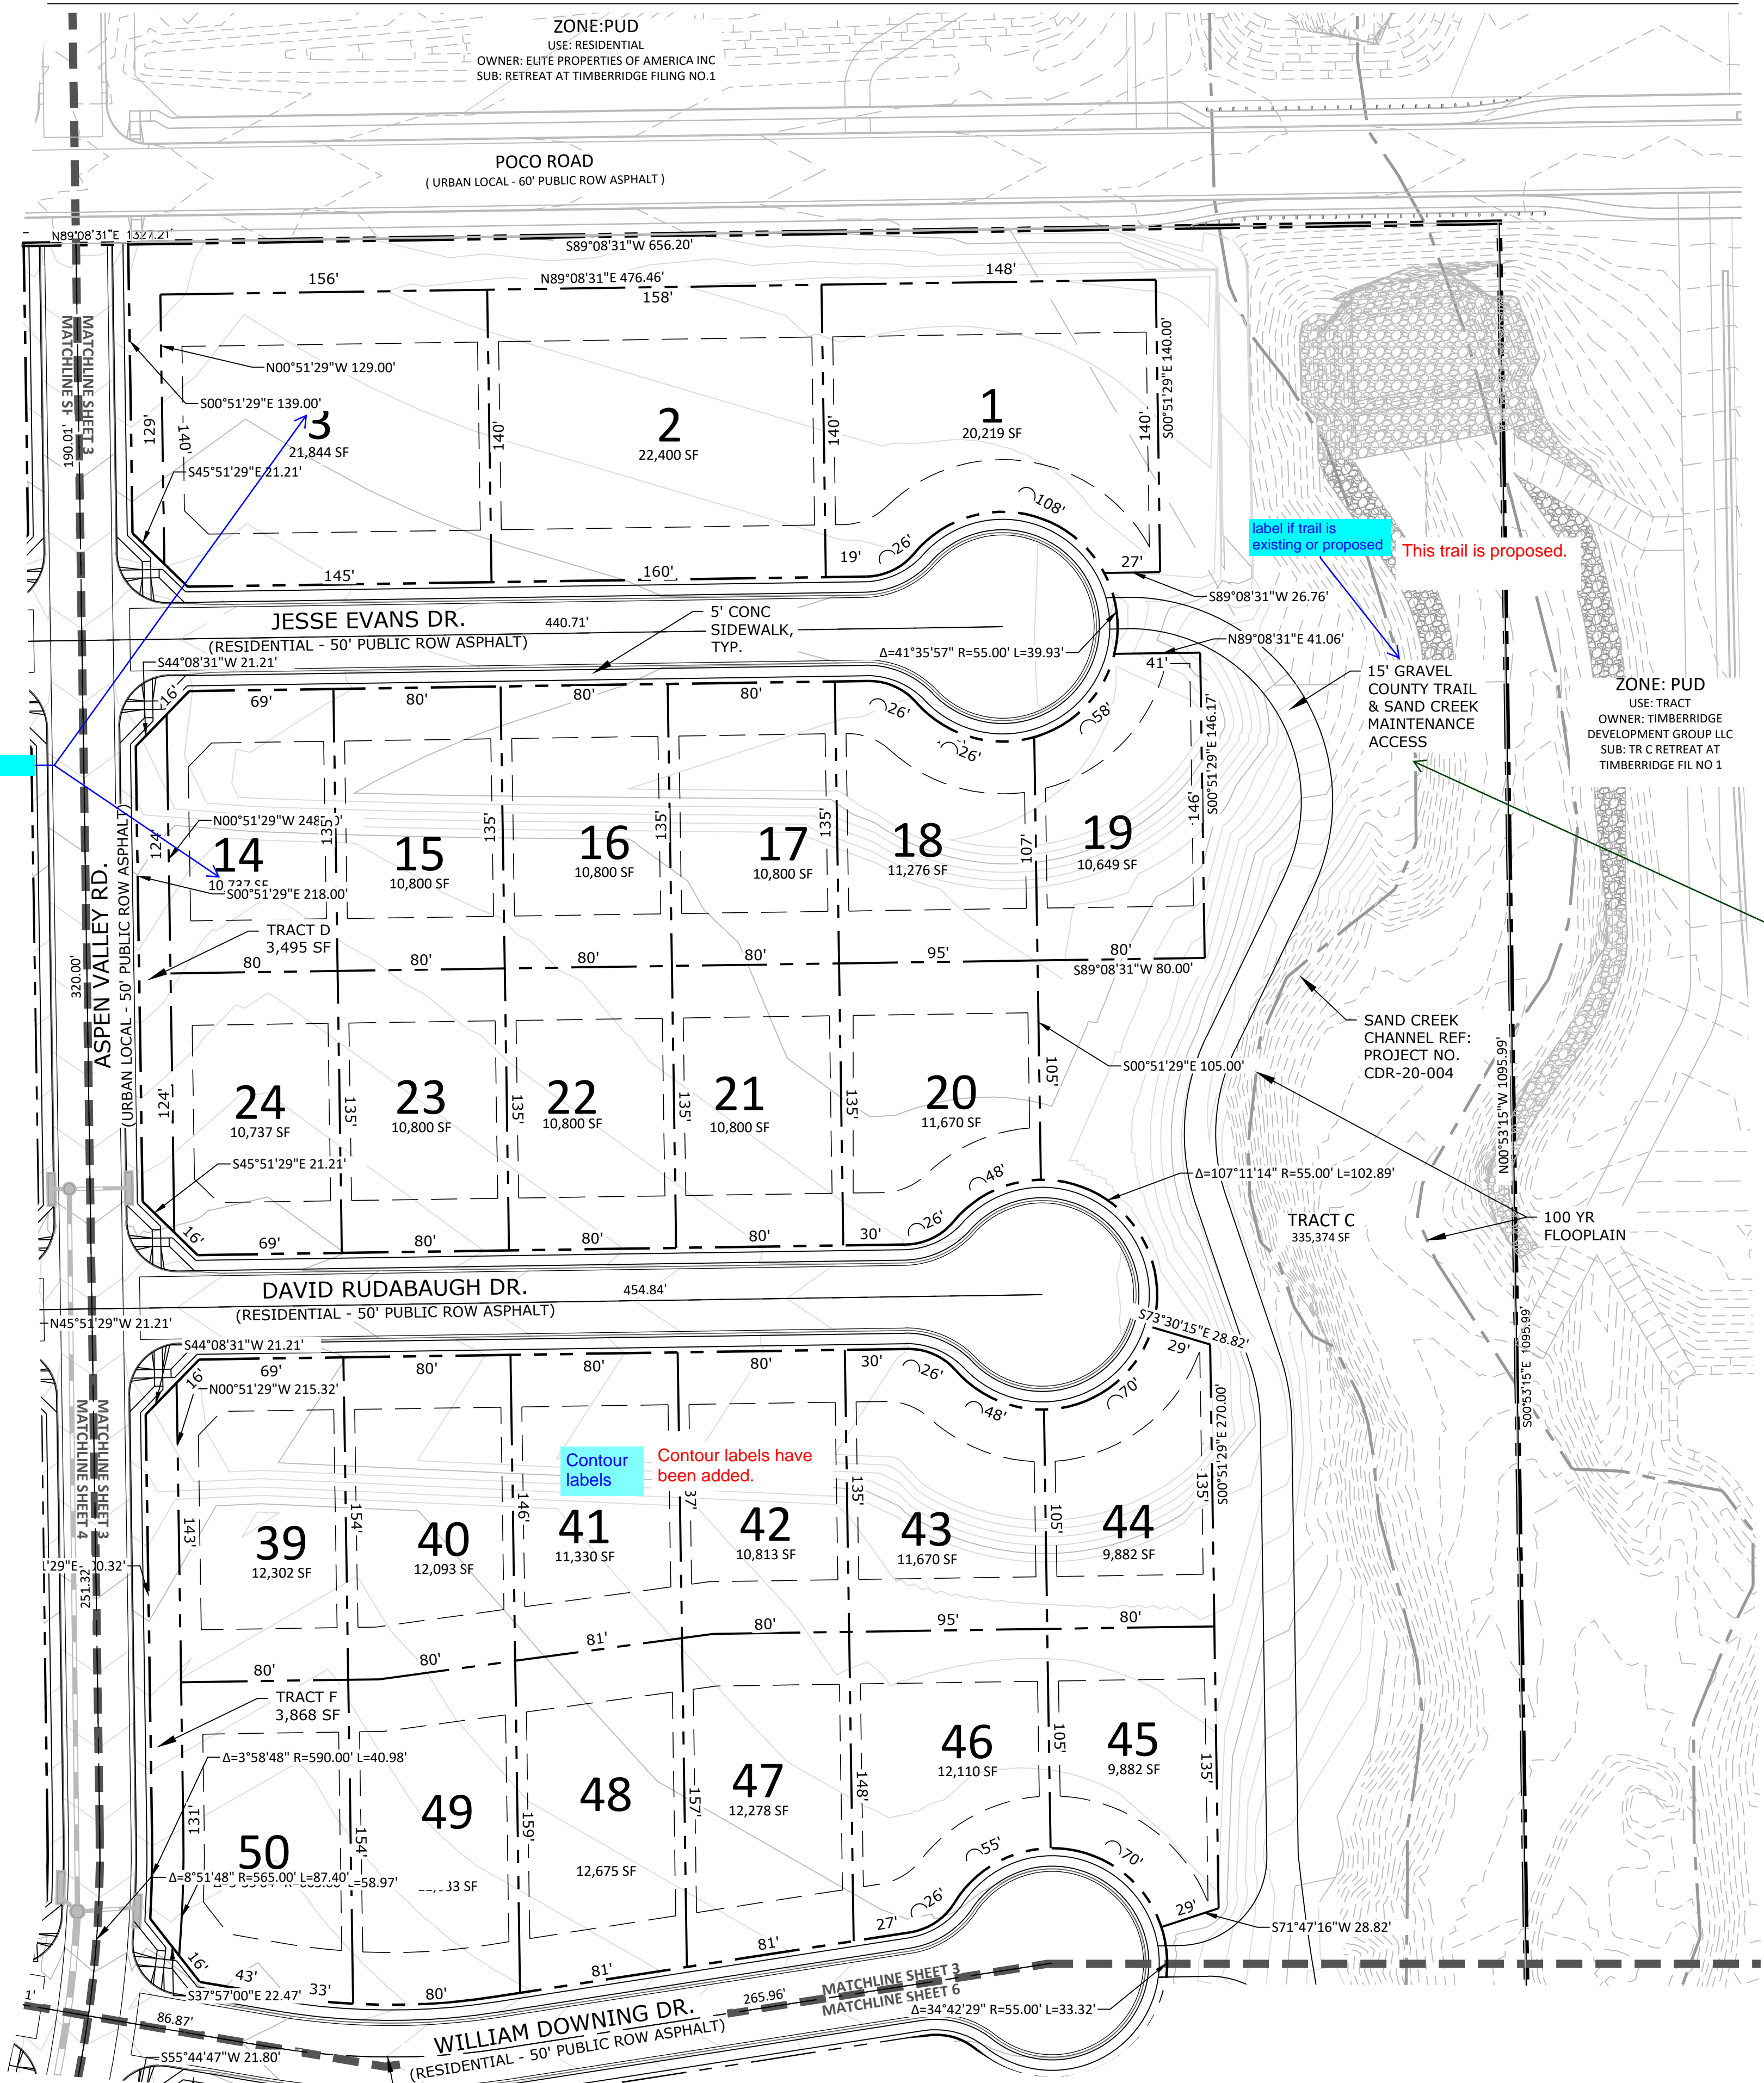 ZONE:PUD
USE: RESIDENTIAL
OWNER: ELITE PROPERTIES OF AMERICA INC
SUB: RETREAT AT TIMBERRIDGE FILING NO.1
POCO ROAD
( URBAN LOCAL - 60' PUBLIC ROW ASPHALT )
N89°08'31"E 1327.21'
S89°08'31"W 656.20'
156'
N89°08'31"E 476.46'
158'
148'
MATCHLINE SHEET 3
MATCHLINE
1906.01'
N00°51'29"W 129.00'
S00°51'29"E 139.00'
129'
140'
3
21,844 SF
140'
2
22,400 SF
140'
1
20,219 SF
140'
S00°51'29"E 140.00'
S45°51'29"E 21.21'
108'
26'
19'
27'
145'
160'
label if trail is
existing or proposed
This trail is proposed.
JESSE EVANS DR.
(RESIDENTIAL - 50' PUBLIC ROW ASPHALT)
440.71'
5' CONC
SIDEWALK,
TYP.
S89°08'31"W 26.76'
N89°08'31"E 41.06'
Δ=41°35'57" R=55.00' L=39.93'
S44°08'31"W 21.21'
16'
69'
80'
80'
80'
26'
26'
58'
41'
146'
S00°51'29"E 146.17'
15' GRAVEL
COUNTY TRAIL
& SAND CREEK
MAINTENANCE
ACCESS
ZONE: PUD
USE: TRACT
OWNER: TIMBERRIDGE
DEVELOPMENT GROUP LLC
SUB: TR C RETREAT AT
TIMBERRIDGE FIL NO 1
ASPEN VALLEY RD.
(URBAN LOCAL - 50' PUBLIC ROW ASPHALT)
320.00'
124'
N00°51'29"W
14
10,737 SF
S00°51'29"E 218.00'
135'
15
10,800 SF
135'
16
10,800 SF
135'
17
10,800 SF
135'
18
11,276 SF
107'
19
10,649 SF
TRACT D
3,495 SF
80
80'
80'
80'
95'
80'
S89°08'31"W 80.00'
SAND CREEK
CHANNEL REF:
PROJECT NO.
CDR-20-004
N00°53'15"W 1095.99'
124'
24
10,737 SF
135'
23
10,800 SF
135'
22
10,800 SF
135'
21
10,800 SF
135'
20
11,670 SF
105'
S00°51'29"E 105.00'
S45°51'29"E 21.21'
16'
69'
80'
80'
80'
30'
26'
48'
Δ=107°11'14" R=55.00' L=102.89'
TRACT C
335,374 SF
100 YR
FLOOPLAIN
DAVID RUDABAUGH DR.
(RESIDENTIAL - 50' PUBLIC ROW ASPHALT)
454.84'
N45°51'29"W 21.21'
S44°08'31"W 21.21'
S73°30'15"E 28.82'
29'
S00°53'15"E 1095.99'
16'
69'
80'
80'
80'
30'
26'
48'
70'
N00°51'29"W 215.32'
S00°51'29"E 270.00'
MATCHLINE SHEET 3
MATCHLINE SHEET 4
Contour
labels
Contour labels have
been added.
143'
39
12,302 SF
154'
40
12,093 SF
146'
41
11,330 SF
42
10,813 SF
135'
43
11,670 SF
105'
44
9,882 SF
135'
251.32'
80'
80'
81'
80'
95'
80'
TRACT F
3,868 SF
Δ=3°58'48" R=590.00' L=40.98'
131'
50
154'
49
159'
48
12,675 SF
157'
47
12,278 SF
148'
46
12,110 SF
105'
45
9,882 SF
135'
Δ=8°51'48" R=565.00' L=87.40'
L=58.97'
55'
70'
26'
27'
29'
S71°47'16"W 28.82'
16'
43'
33'
80'
81'
81'
S37°57'00"E 22.47'
MATCHLINE SHEET 3
MATCHLINE SHEET 6
265.96'
Δ=34°42'29" R=55.00' L=33.32'
86.87'
WILLIAM DOWNING DR.
(RESIDENTIAL - 50' PUBLIC ROW ASPHALT)
S55°44'47"W 21.80'